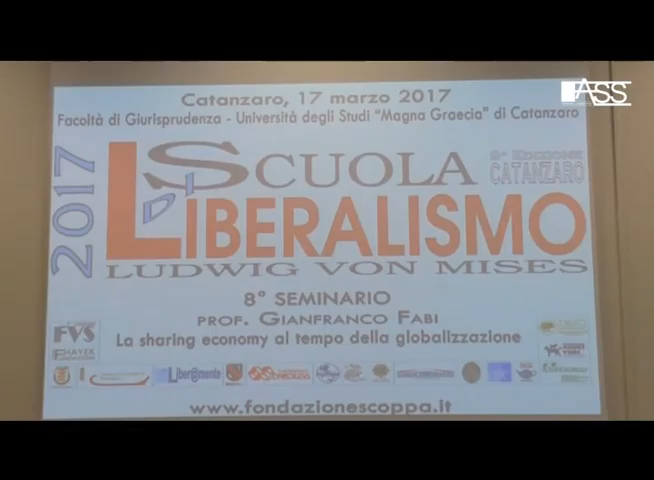 ASS
Catanzaro, 17 marzo 2017
Facoltà di Giurisprudenza - Università degli Studi "Magna Graecia" di Catanzaro
2017
SCUOLA
EDIZIONE
CATANZARO
DI
LIBERALISMO
LUDWIG VON MISES
8° SEMINARIO
PROF. GIANFRANCO FABI
La sharing economy al tempo della globalizzazione
FVS
HAYEK
www.fondazionescoppa.it